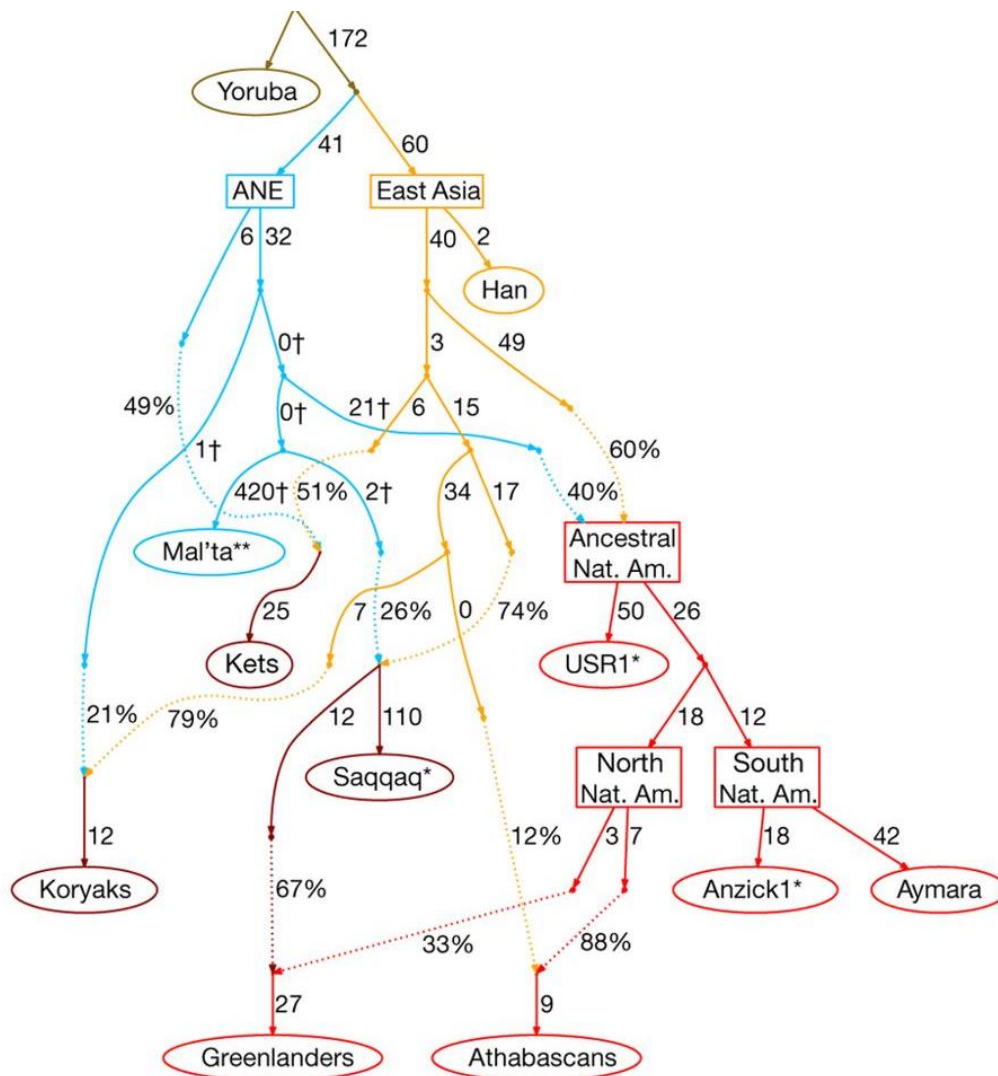 172
Yoruba
41
60
ANE
East Asia
6
32
40
2
Han
0†
3
49
49%
0†
21†
6
15
60%
1†
420†
51%
2†
34
17
40%
Mal'ta**
Ancestral
Nat. Am.
25
7
26%
0
74%
50
26
Kets
USR1*
21%
79%
12
110
18
12
Saqqaq*
North
Nat. Am.
South
Nat. Am.
12
12%
3
7
18
42
Koryaks
67%
Anzick1*
Aymara
33%
88%
27
9
Greenlanders
Athabascans